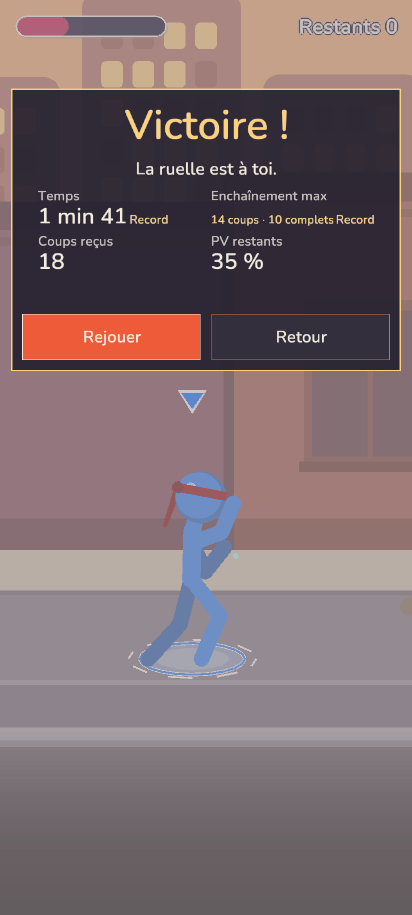 Restants 0
Victoire !
La ruelle est à toi.
Temps
1 min 41 Record
Enchaînement max
14 coups · 10 complets Record
Coups reçus
18
PV restants
35 %
Rejouer
Retour